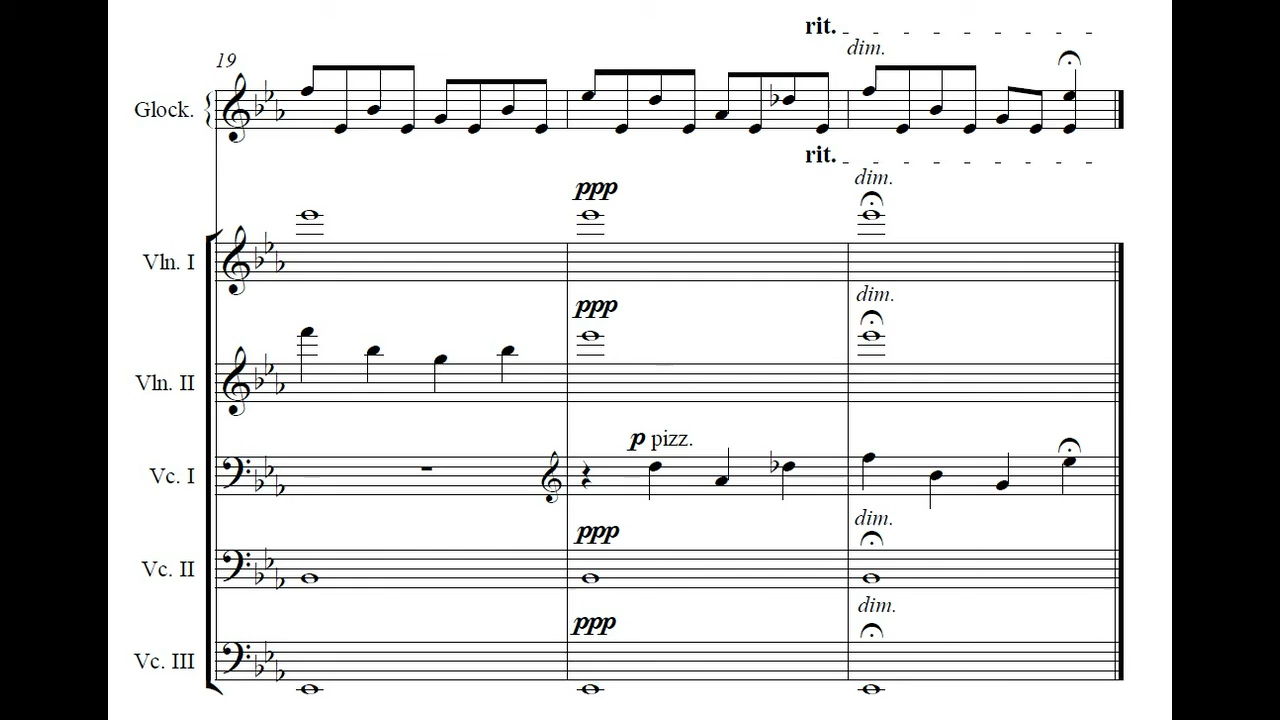 rit.
dim.
19
Glock.
rit.
ppp
dim.
Vln. I
ppp
dim.
Vln. II
p pizz.
Vc. I
ppp
dim.
Vc. II
ppp
dim.
Vc. III